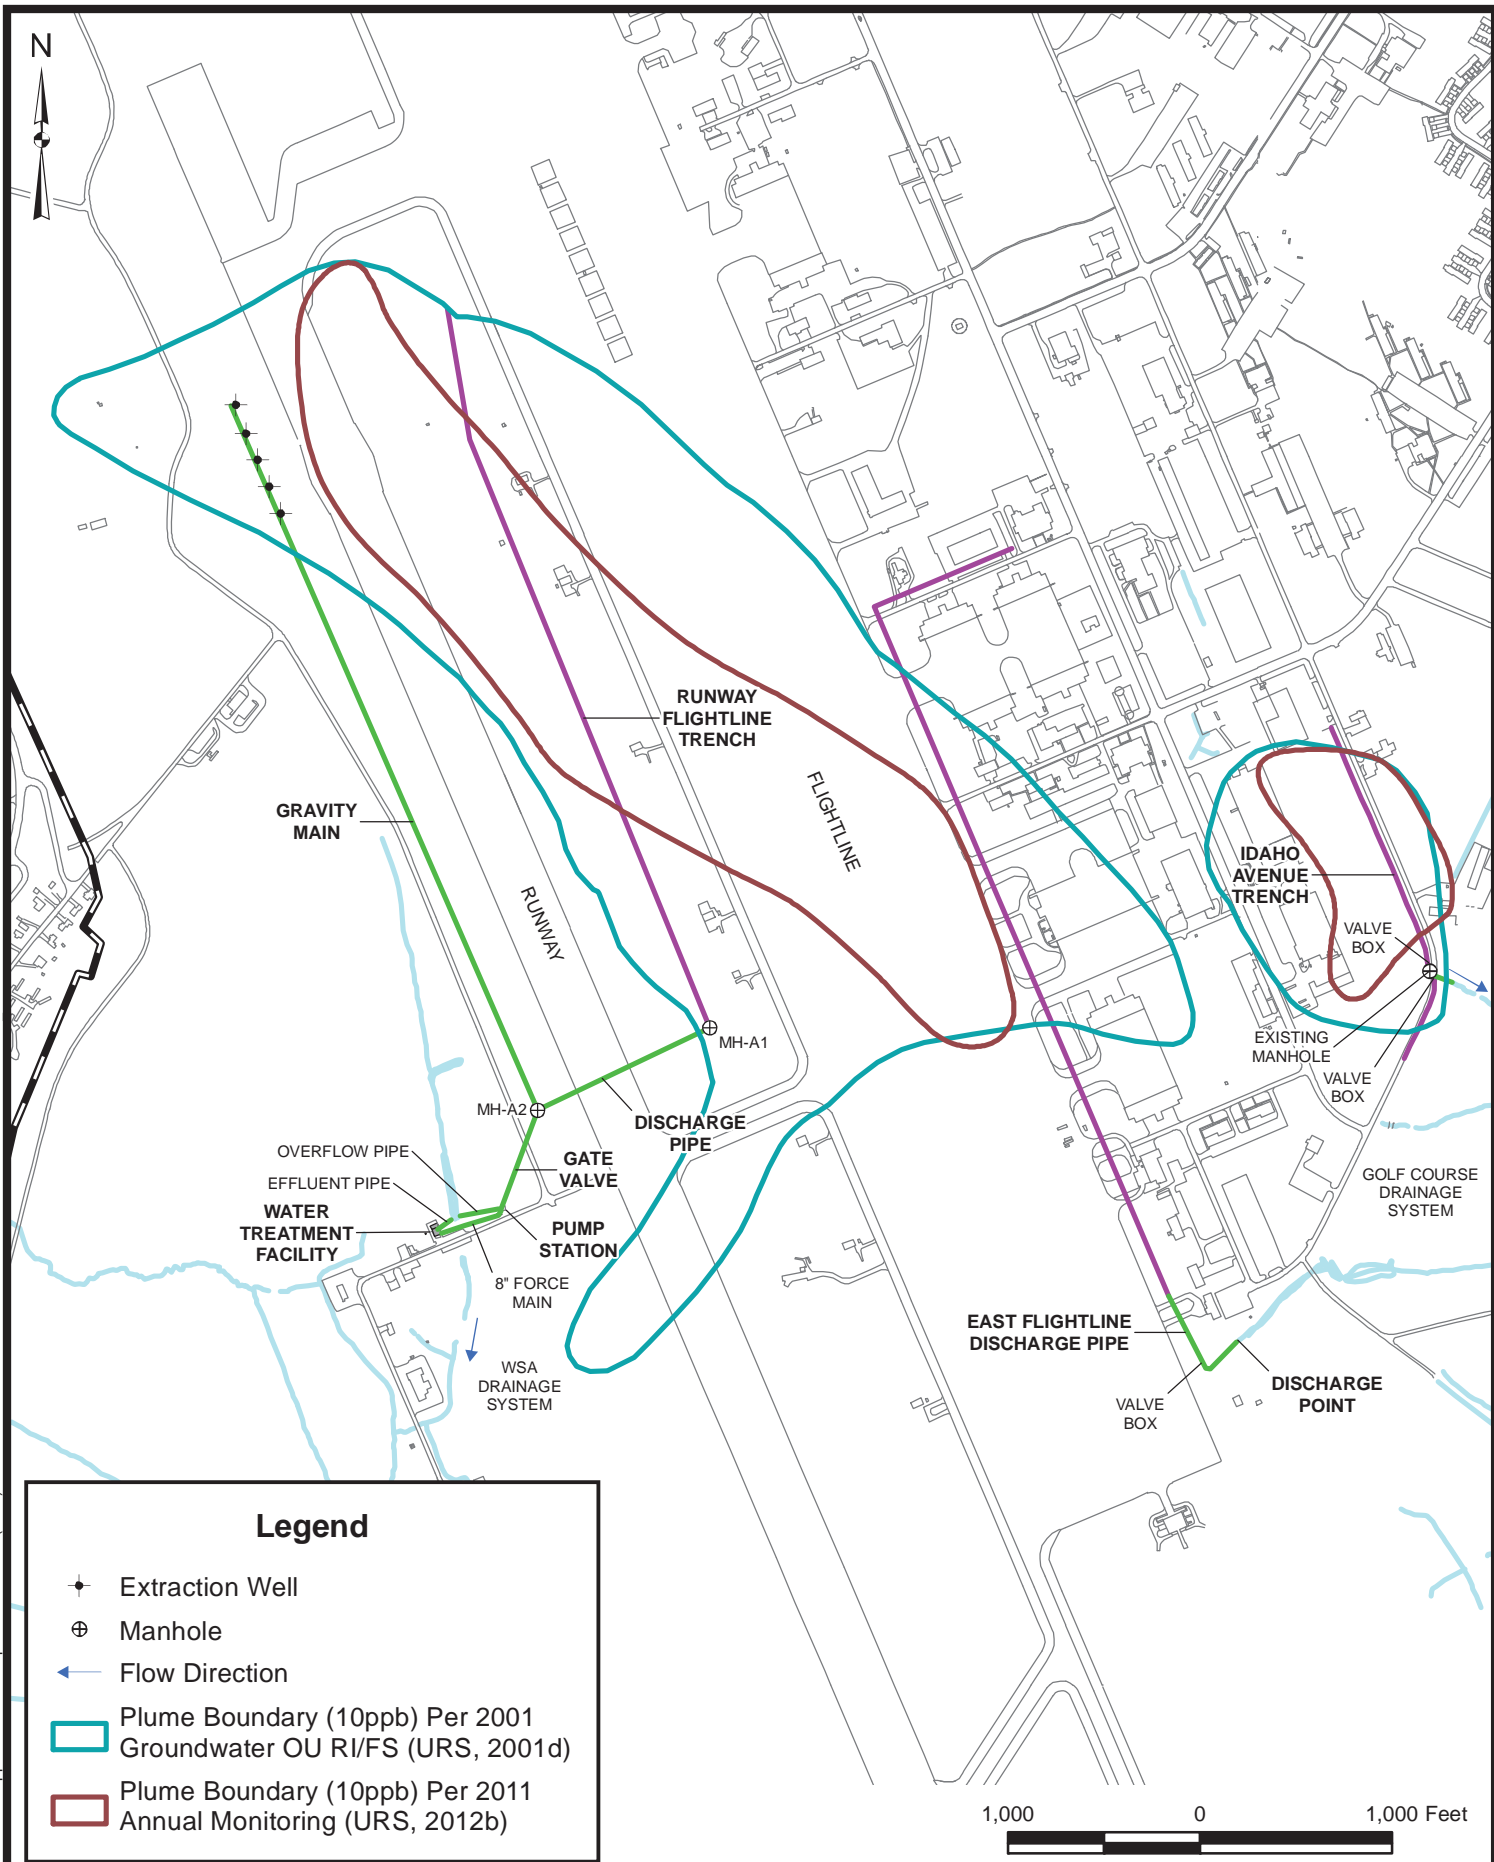 N
RUNWAY
FLIGHTLINE
TRENCH
FLIGHTLINE
GRAVITY
MAIN
RUNWAY
IDAHO
AVENUE
TRENCH
VALVE
BOX
EXISTING
MANHOLE
VALVE
BOX
MH-A1
MH-A2
DISCHARGE
PIPE
OVERFLOW PIPE
EFFLUENT PIPE
GATE
VALVE
WATER
TREATMENT
FACILITY
PUMP
STATION
8" FORCE
MAIN
WSA
DRAINAGE
SYSTEM
GOLF COURSE
DRAINAGE
SYSTEM
EAST FLIGHTLINE
DISCHARGE PIPE
VALVE
BOX
DISCHARGE
POINT
Legend
Extraction Well
Manhole
Flow Direction
Plume Boundary (10ppb) Per 2001
Groundwater OU RI/FS (URS, 2001d)
Plume Boundary (10ppb) Per 2011
Annual Monitoring (URS, 2012b)
1,000 0 1,000 Feet